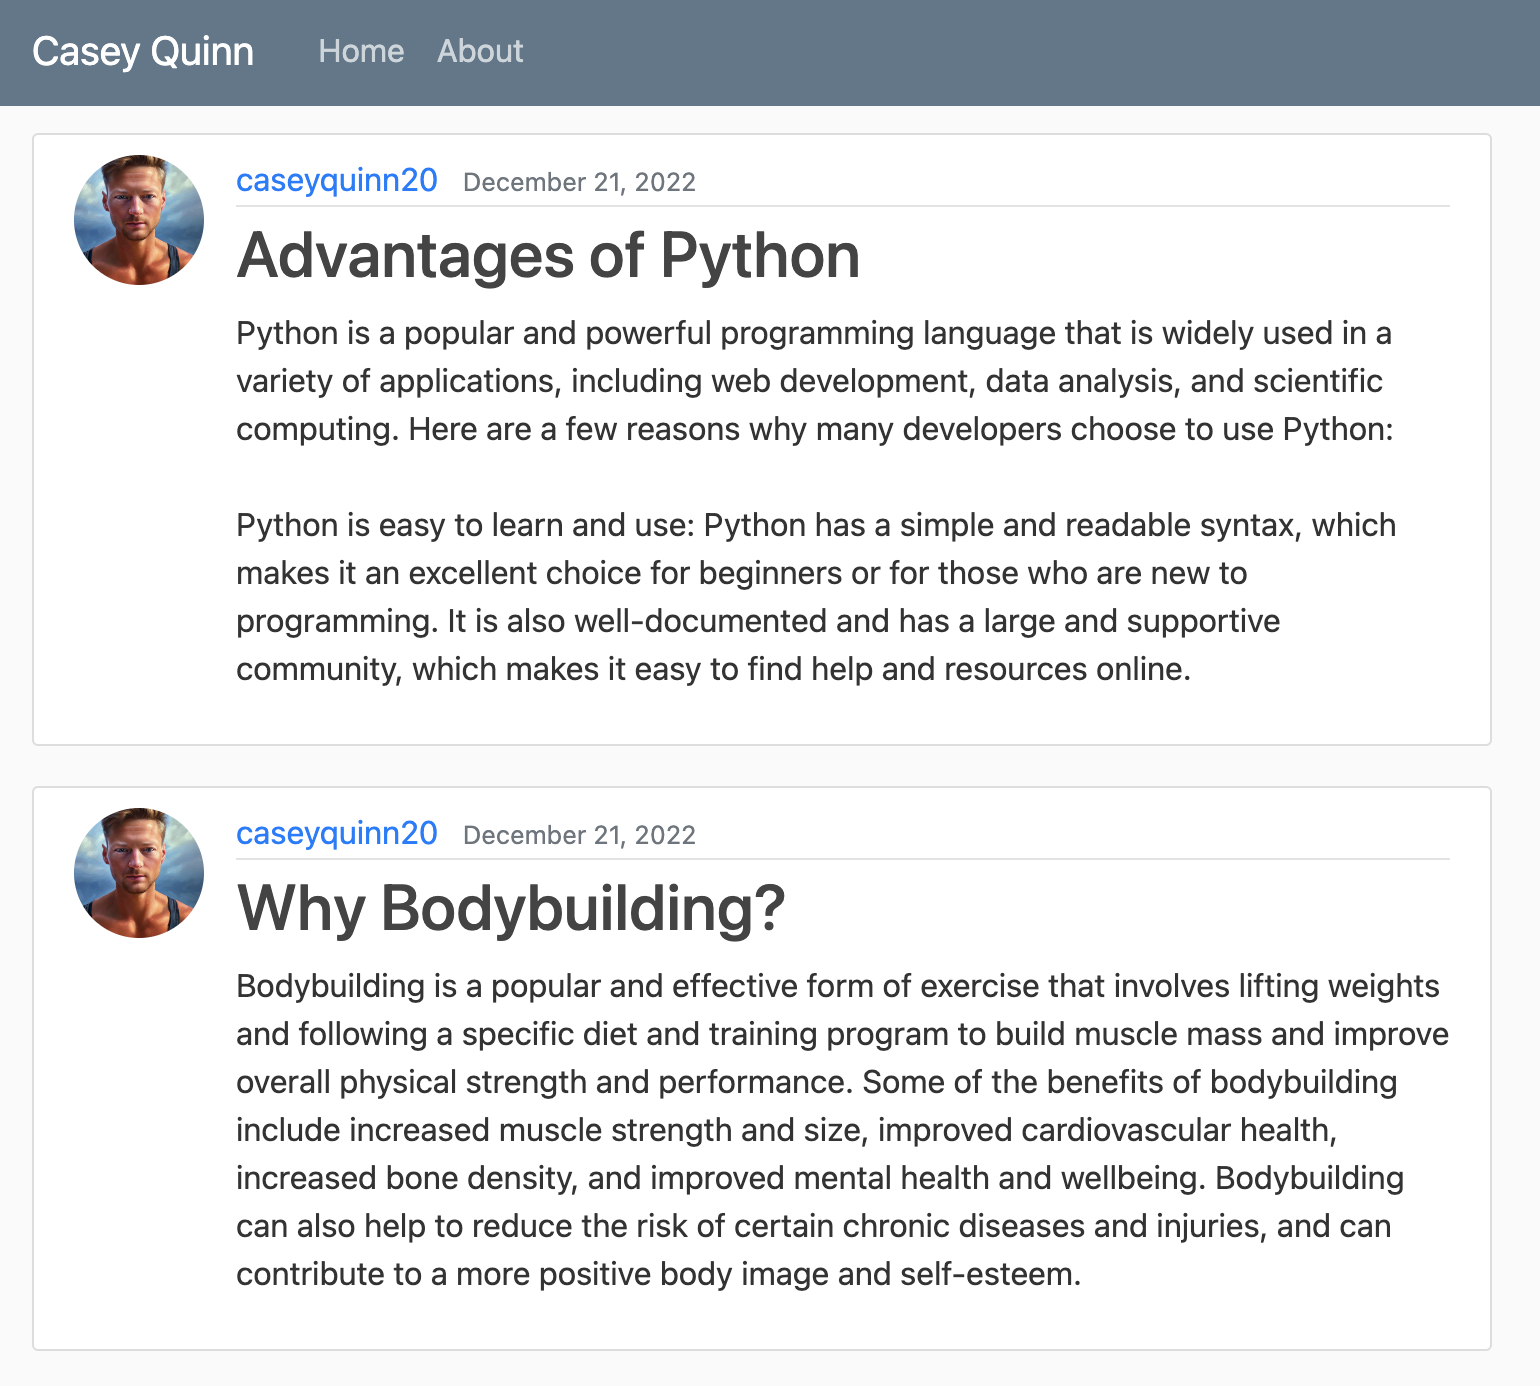 Casey Quinn Home About
caseyquinn20 December 21, 2022
Advantages of Python
Python is a popular and powerful programming language that is widely used in a
variety of applications, including web development, data analysis, and scientific
computing. Here are a few reasons why many developers choose to use Python:
Python is easy to learn and use: Python has a simple and readable syntax, which
makes it an excellent choice for beginners or for those who are new to
programming. It is also well-documented and has a large and supportive
community, which makes it easy to find help and resources online.
caseyquinn20 December 21, 2022
Why Bodybuilding?
Bodybuilding is a popular and effective form of exercise that involves lifting weights
and following a specific diet and training program to build muscle mass and improve
overall physical strength and performance. Some of the benefits of bodybuilding
include increased muscle strength and size, improved cardiovascular health,
increased bone density, and improved mental health and wellbeing. Bodybuilding
can also help to reduce the risk of certain chronic diseases and injuries, and can
contribute to a more positive body image and self-esteem.